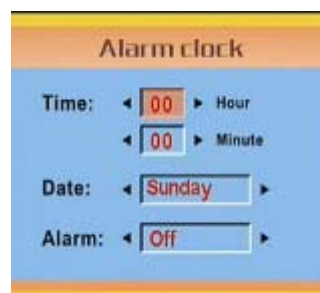 Alarm clock
Time: 00 Hour
00 Minute
Date: Sunday
Alarm: Off